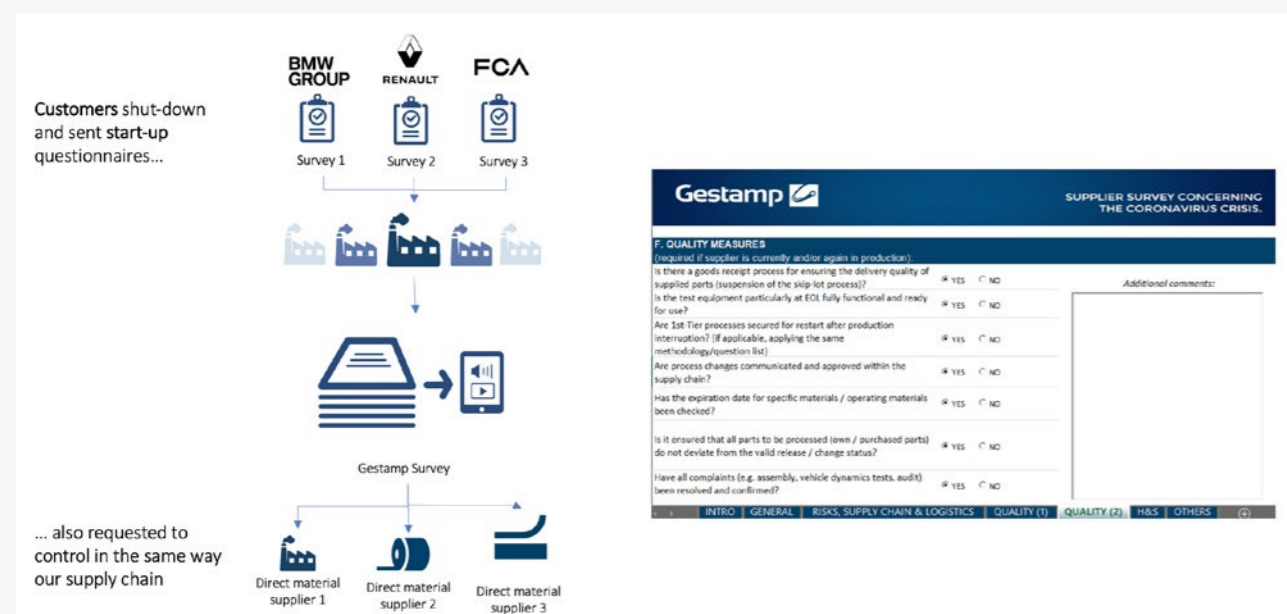 BMW
GROUP
RENAULT
FCA
Customers shut-down
and sent start-up
questionnaires...
Survey 1
Survey 2
Survey 3
Gestamp Survey
... also requested to
control in the same way
our supply chain
Direct material
supplier 1
Direct material
supplier 2
Direct material
supplier 3
Gestamp
SUPPLIER SURVEY CONCERNING
THE CORONAVIRUS CRISIS.
F. QUALITY MEASURES
(required if supplier is currently and/or again in production):
Is there a goods receipt process for ensuring the delivery quality of
supplied parts (suspension of the skip-lot process)?
YES NO
Additional comments:
Is the test equipment particularly at EOL fully functional and ready
for use?
YES NO
Are 1st-Tier processes secured for restart after production
interruption? (if applicable, applying the same
methodology/question list)
YES NO
Are process changes communicated and approved within the
supply chain?
YES NO
Has the expiration date for specific materials / operating materials
been checked?
YES NO
Is it ensured that all parts to be processed (own / purchased parts)
do not deviate from the valid release / change status?
YES NO
Have all complaints (e.g. assembly, vehicle dynamics tests, audit)
been resolved and confirmed?
YES NO
INTRO GENERAL RISKS, SUPPLY CHAIN & LOGISTICS QUALITY (1) QUALITY (2) H&S OTHERS